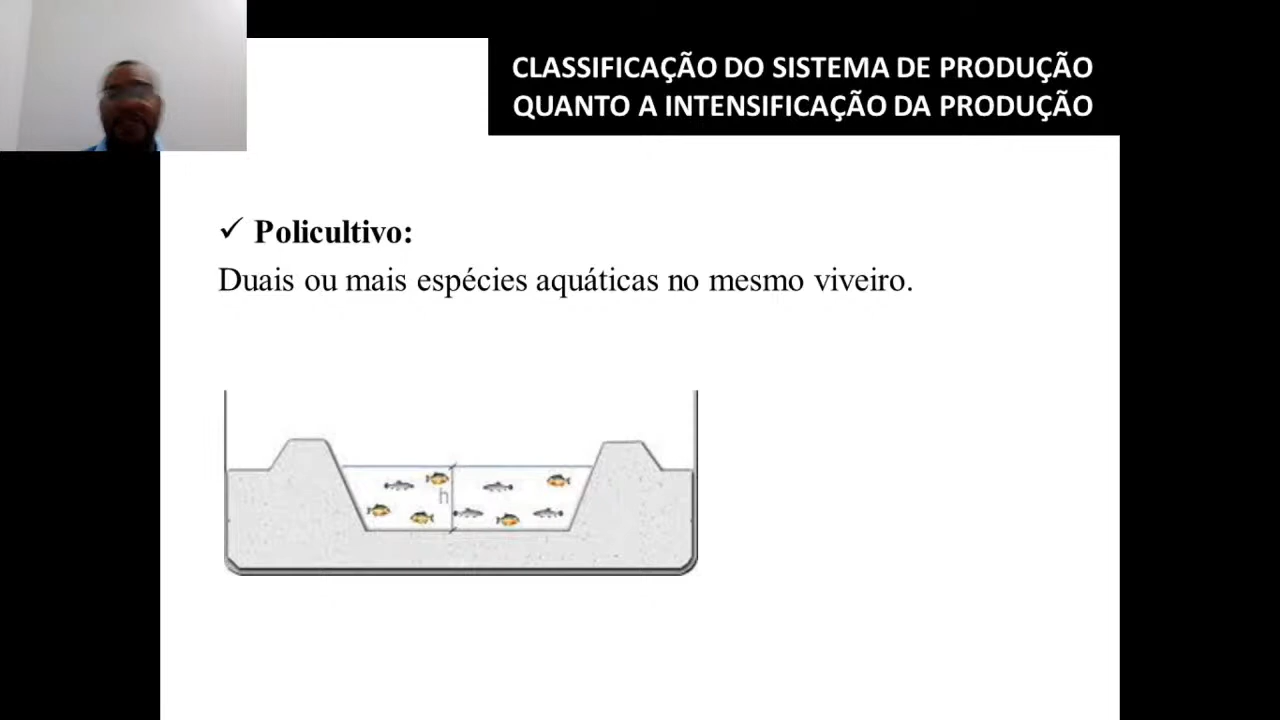 CLASSIFICAÇÃO DO SISTEMA DE PRODUÇÃO
QUANTO A INTENSIFICAÇÃO DA PRODUÇÃO
✓ Policultivo:
Duais ou mais espécies aquáticas no mesmo viveiro.
h